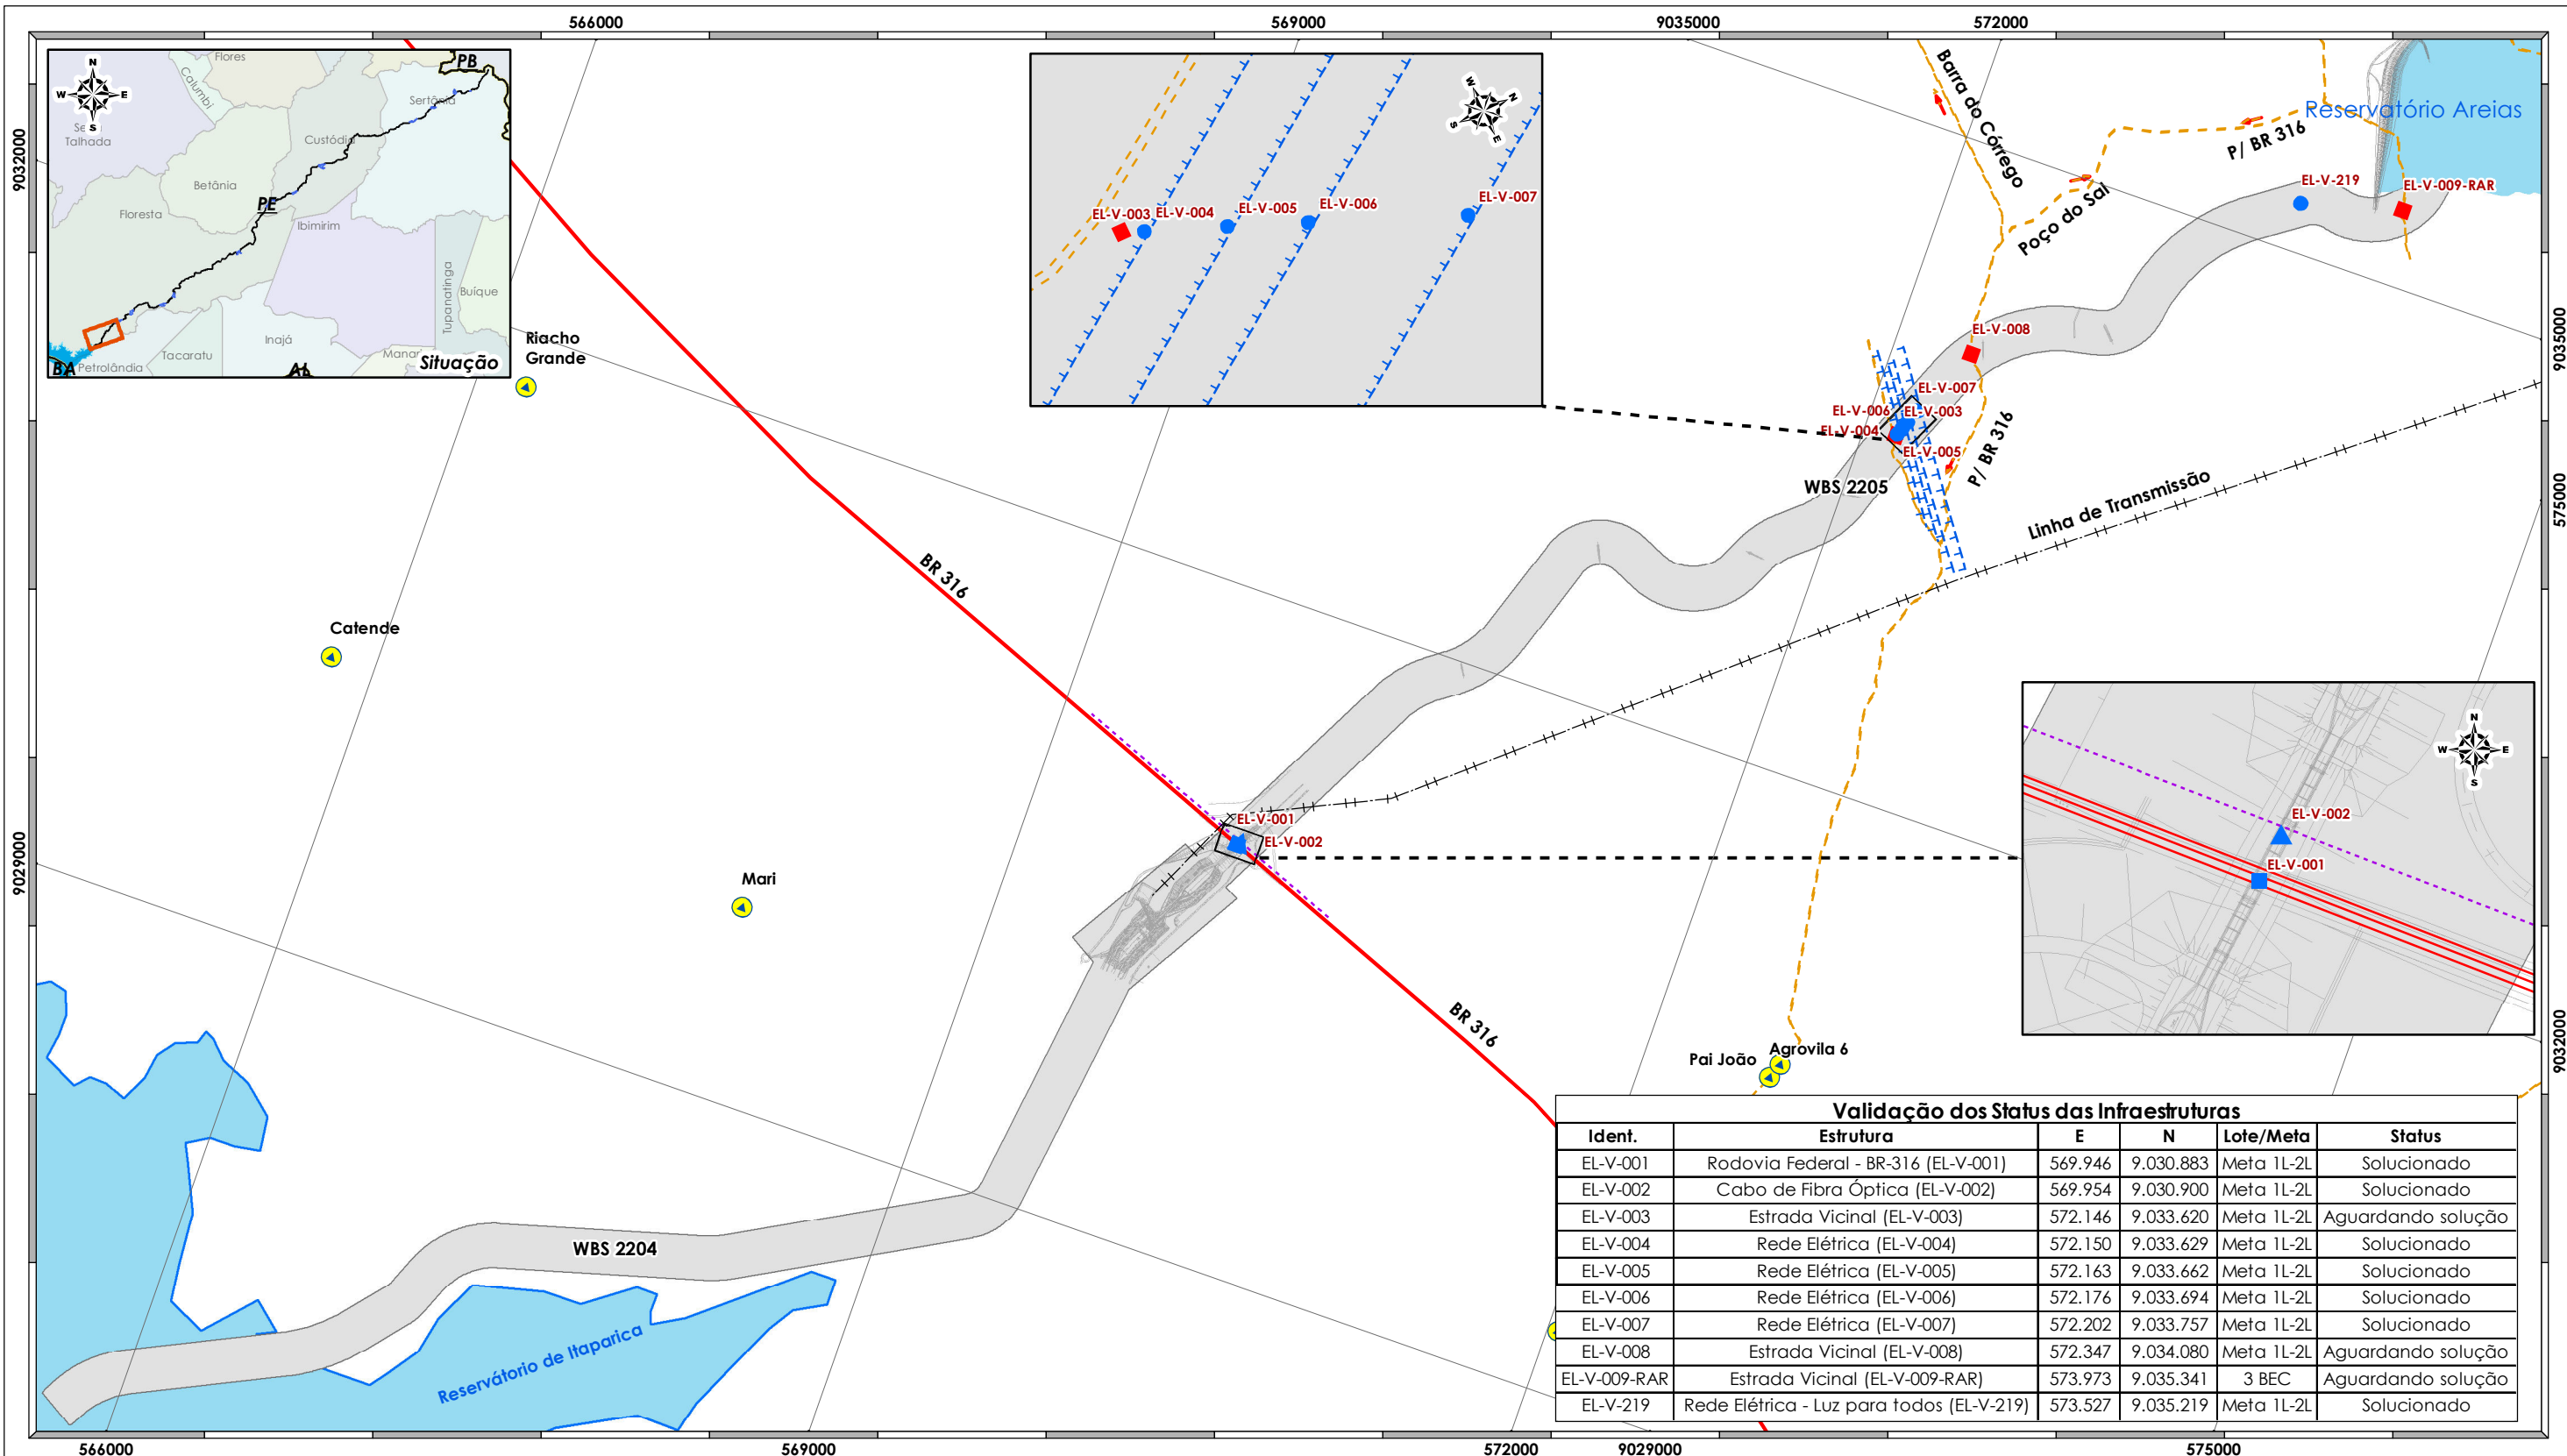 566000
569000
9035000
572000
9032000
9029000
9035000
575000
9032000
566000
569000
572000
9029000
575000
N
W
E
S
Flores
Calumbi
PB
Sertânia
Talhada
Custódia
Betânia
Floresta
PE
Ibimirim
Tupanatinga
Buíque
Inajá
Tacaratu
Manari
BA
Petrolândia
AL
Situação
N
W
E
S
EL-V-003
EL-V-004
EL-V-005
EL-V-006
EL-V-007
Barra do Córrego
Reservatório Areias
P/ BR 316
Poço do Sal
EL-V-219
EL-V-009-RAR
EL-V-008
EL-V-007
EL-V-006
EL-V-003
EL-V-004
EL-V-005
P/ BR 316
WBS 2205
Linha de Transmissão
Riacho
Grande
Catende
Mari
BR 316
EL-V-001
EL-V-002
BR 316
N
W
E
S
EL-V-002
EL-V-001
Pai João
Agrovila 6
WBS 2204
Reservátorio de Itaparica
Validação dos Status das Infraestruturas
Ident. Estrutura E N Lote/Meta Status
EL-V-001 Rodovia Federal - BR-316 (EL-V-001) 569.946 9.030.883 Meta 1L-2L Solucionado
EL-V-002 Cabo de Fibra Óptica (EL-V-002) 569.954 9.030.900 Meta 1L-2L Solucionado
EL-V-003 Estrada Vicinal (EL-V-003) 572.146 9.033.620 Meta 1L-2L Aguardando solução
EL-V-004 Rede Elétrica (EL-V-004) 572.150 9.033.629 Meta 1L-2L Solucionado
EL-V-005 Rede Elétrica (EL-V-005) 572.163 9.033.662 Meta 1L-2L Solucionado
EL-V-006 Rede Elétrica (EL-V-006) 572.176 9.033.694 Meta 1L-2L Solucionado
EL-V-007 Rede Elétrica (EL-V-007) 572.202 9.033.757 Meta 1L-2L Solucionado
EL-V-008 Estrada Vicinal (EL-V-008) 572.347 9.034.080 Meta 1L-2L Aguardando solução
EL-V-009-RAR Estrada Vicinal (EL-V-009-RAR) 573.973 9.035.341 3 BEC Aguardando solução
EL-V-219 Rede Elétrica - Luz para todos (EL-V-219) 573.527 9.035.219 Meta 1L-2L Solucionado